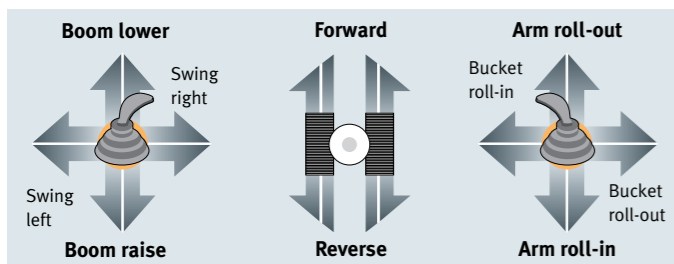 Boom lower
Swing
right
Swing
left
Boom raise
Forward
Reverse
Arm roll-out
Bucket
roll-in
Bucket
roll-out
Arm roll-in